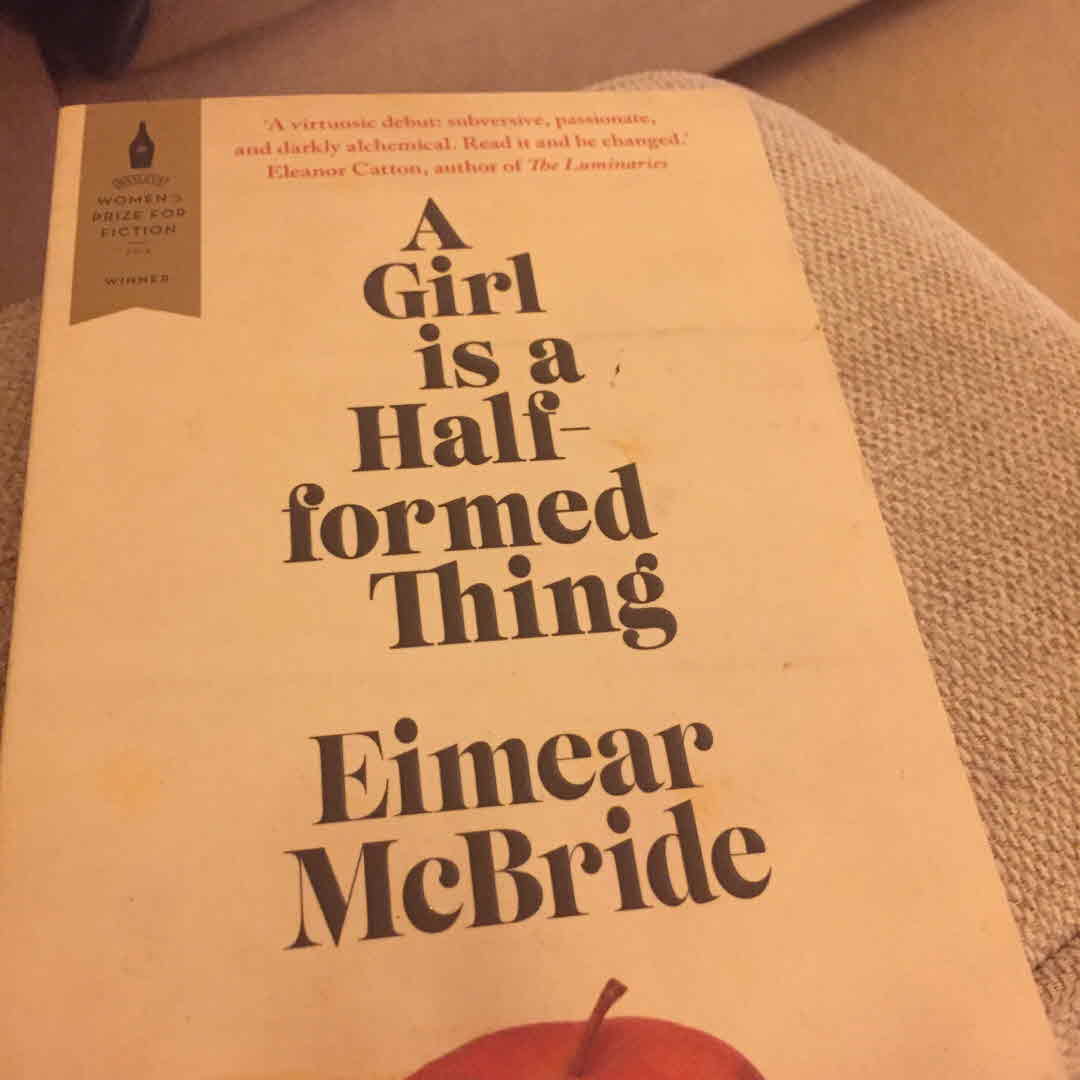 'A virtuosic debut: subversive, passionate,
and darkly alchemical. Read it and be changed.'
Eleanor Catton, author of The Luminaries
WOMEN'S
PRIZE FOR
FICTION
WINNER
A
Girl
is a
Half-
formed
Thing
Eimear
McBride